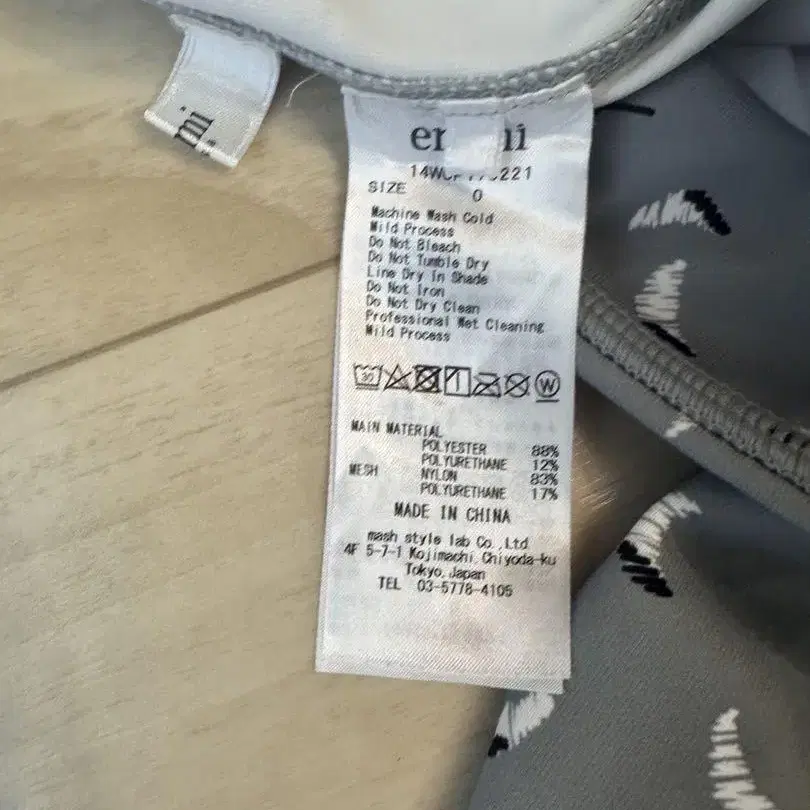 mi
SIZE 0
Machine Wash Cold
Mild Process
Do Not Bleach
Do Not Tumble Dry
Line Dry In Shade
Do Not Iron
Do Not Dry Clean
Professional Wet Cleaning
Mild Process
30 W
MAIN MATERIAL
POLYESTER 88%
POLYURETHANE 12%
MESH NYLON 83%
POLYURETHANE 17%
MADE IN CHINA
mash style lab Co.,Ltd
4F 5-7-1 Kojimachi,Chiyoda-ku
Tokyo,Japan
TEL 03-5778-4105